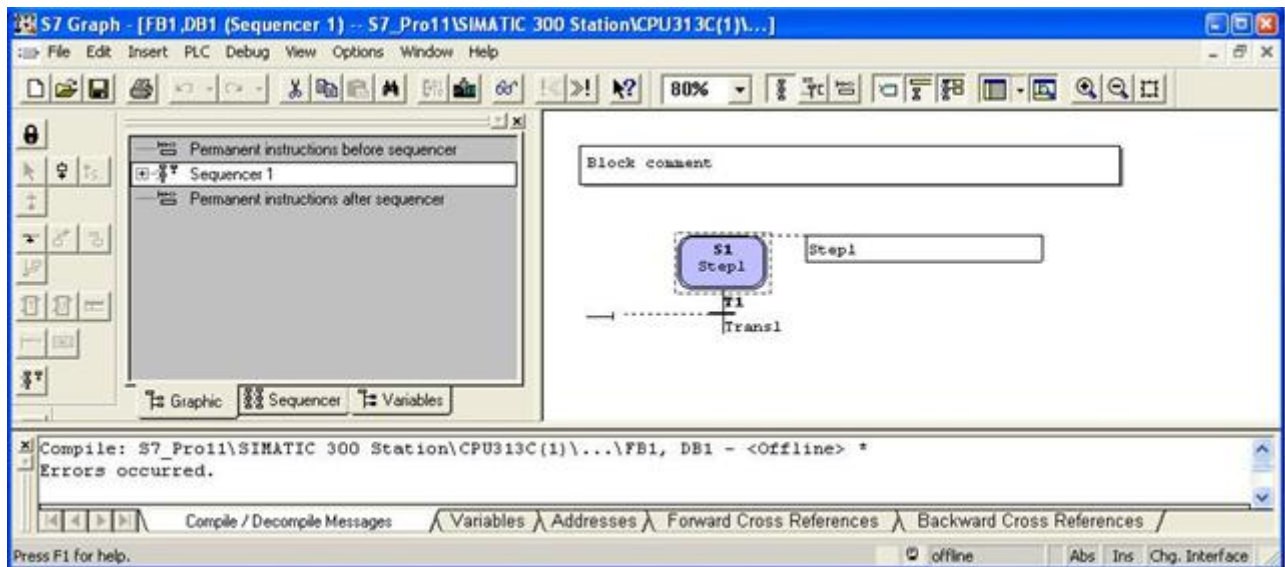 S7 Graph - [FB1,DB1 (Sequencer 1) -- S7_Pro11\SIMATIC 300 Station\CPU313C(1)\...]
File Edit Insert PLC Debug View Options Window Help
80%
Permanent instructions before sequencer
Sequencer 1
Permanent instructions after sequencer
Graphic Sequencer Variables
Block comment
S1
Step1
Step1
T1
Trans1
Compile: S7_Pro11\SIMATIC 300 Station\CPU313C(1)\...\FB1, DB1 - <Offline> *
Errors occurred.
Compile / Decompile Messages Variables Addresses Forward Cross References Backward Cross References
Press F1 for help. offline Abs Ins Chg. Interface